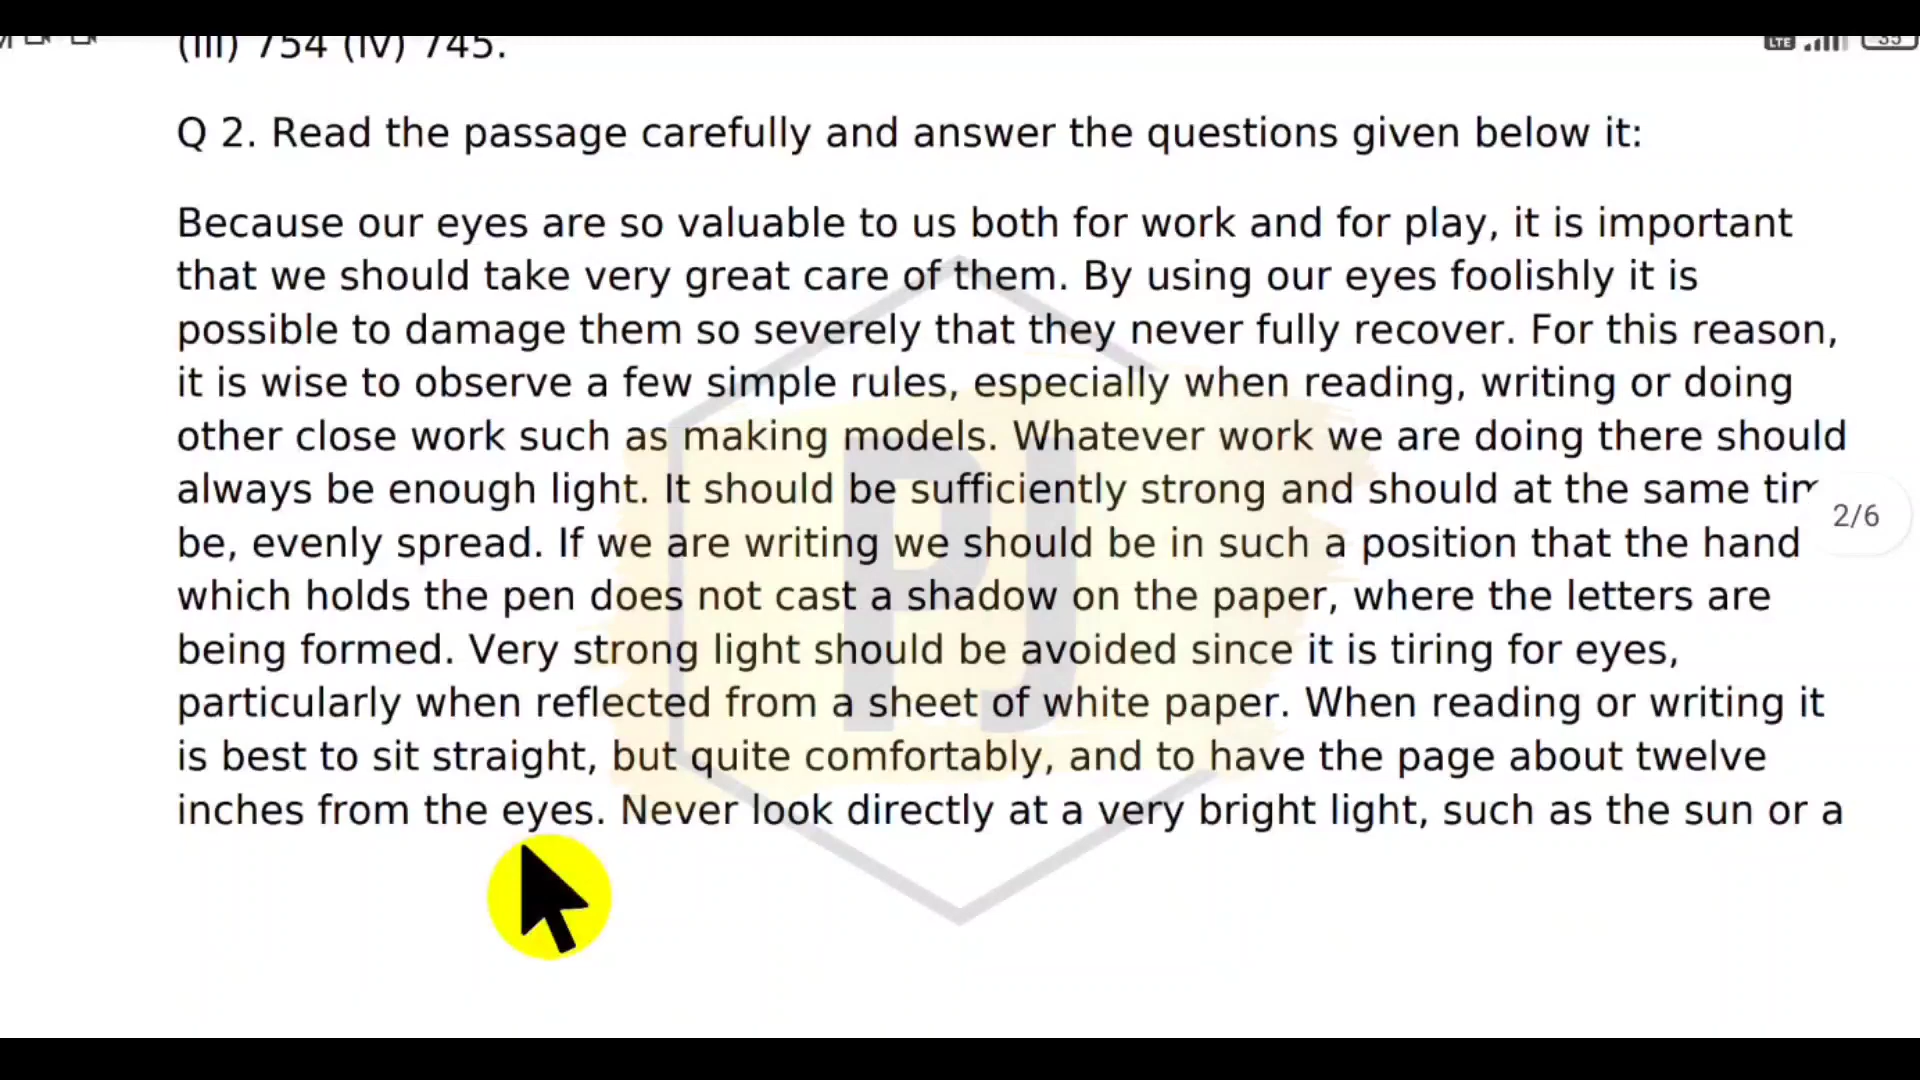 (III) 754 (IV) 745.
LTE
35
Q 2. Read the passage carefully and answer the questions given below it:
Because our eyes are so valuable to us both for work and for play, it is important
that we should take very great care of them. By using our eyes foolishly it is
possible to damage them so severely that they never fully recover. For this reason,
it is wise to observe a few simple rules, especially when reading, writing or doing
other close work such as making models. Whatever work we are doing there should
always be enough light. It should be sufficiently strong and should at the same
2/6
be, evenly spread. If we are writing we should be in such a position that the hand
which holds the pen does not cast a shadow on the paper, where the letters are
being formed. Very strong light should be avoided since it is tiring for eyes,
particularly when reflected from a sheet of white paper. When reading or writing it
is best to sit straight, but quite comfortably, and to have the page about twelve
inches from the eyes. Never look directly at a very bright light, such as the sun or a
PJ